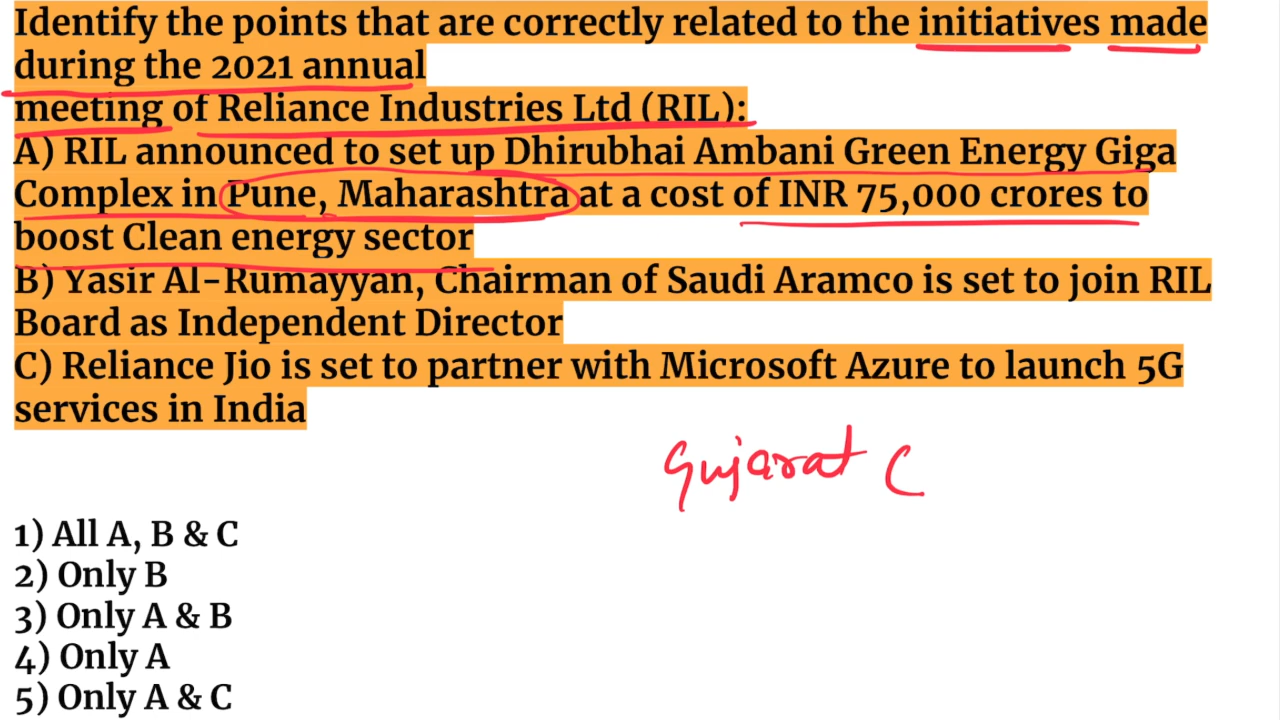 Identify the points that are correctly related to the initiatives made
during the 2021 annual
meeting of Reliance Industries Ltd (RIL):
A) RIL announced to set up Dhirubhai Ambani Green Energy Giga
Complex in Pune, Maharashtra at a cost of INR 75,000 crores to
boost Clean energy sector
B) Yasir Al-Rumayyan, Chairman of Saudi Aramco is set to join RIL
Board as Independent Director
C) Reliance Jio is set to partner with Microsoft Azure to launch 5G
services in India
Gujarat C
1) All A, B & C
2) Only B
3) Only A & B
4) Only A
5) Only A & C